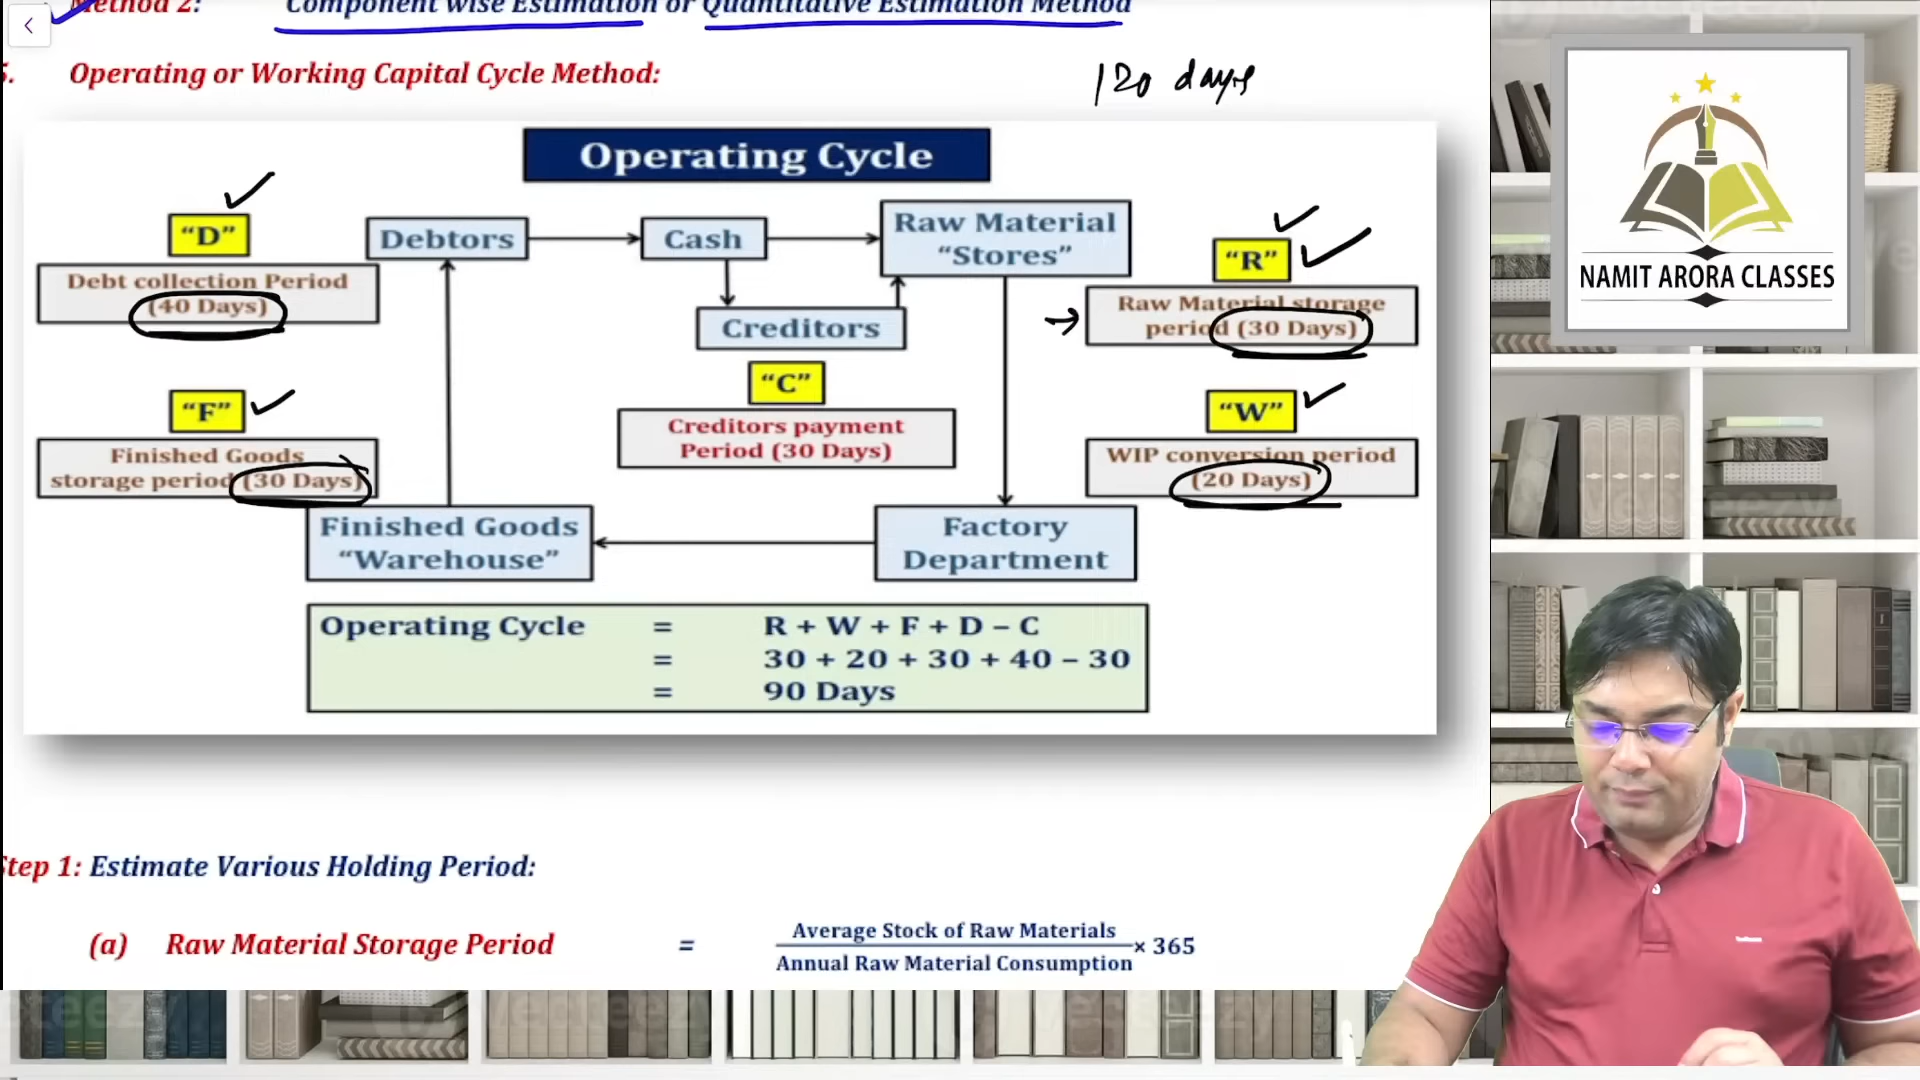 Method 2: Component wise Estimation or Quantitative Estimation Method
5. Operating or Working Capital Cycle Method:
120 days
Operating Cycle
"D"
Debt collection Period
(40 Days)
Debtors
Cash
Raw Material
"Stores"
"R"
Raw Material storage
period (30 Days)
Creditors
"C"
Creditors payment
Period (30 Days)
"F"
Finished Goods
storage period (30 Days)
"W"
WIP conversion period
(20 Days)
Finished Goods
"Warehouse"
Factory
Department
Operating Cycle = R + W + F + D – C
= 30 + 20 + 30 + 40 – 30
= 90 Days
Step 1: Estimate Various Holding Period:
(a) Raw Material Storage Period = Average Stock of Raw Materials
Annual Raw Material Consumption × 365
NAMIT ARORA CLASSES